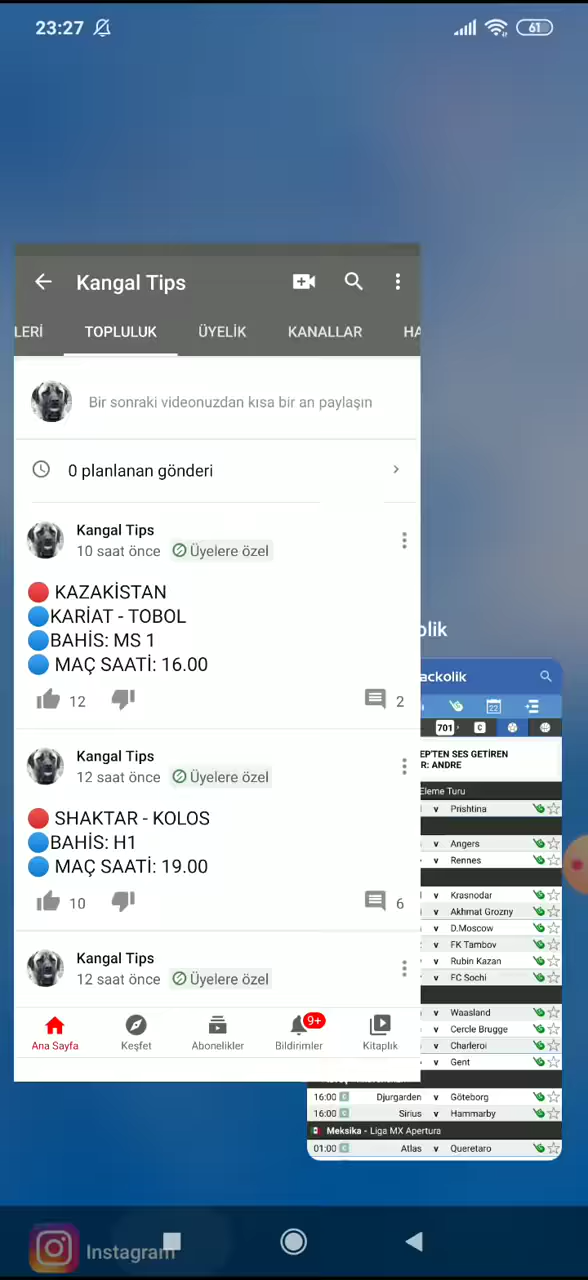 23:27
61
Kangal Tips
LERİ
TOPLULUK
ÜYELİK
KANALLAR
HA
Bir sonraki videonuzdan kısa bir an paylaşın
0 planlanan gönderi
Kangal Tips
10 saat önce
Üyelere özel
KAZAKİSTAN
KARİAT - TOBOL
BAHİS: MS 1
MAÇ SAATİ: 16.00
12
2
Kangal Tips
12 saat önce
Üyelere özel
SHAKTAR - KOLOS
BAHİS: H1
MAÇ SAATİ: 19.00
10
6
Kangal Tips
12 saat önce
Üyelere özel
Ana Sayfa
Keşfet
Abonelikler
9+
Bildirimler
Kitaplık
olik
ackolik
22
701
C
EP'TEN SES GETİREN
R: ANDRE
Eleme Turu
v Prishtina
v Angers
v Rennes
v Krasnodar
v Akhmat Grozny
v D.Moscow
v FK Tambov
v Rubin Kazan
v FC Sochi
v Waasland
v Cercle Brugge
v Charleroi
v Gent
16:00 C Djurgarden v Göteborg
16:00 C Sirius v Hammarby
Meksika - Liga MX Apertura
01:00 C Atlas v Queretaro
Instagram